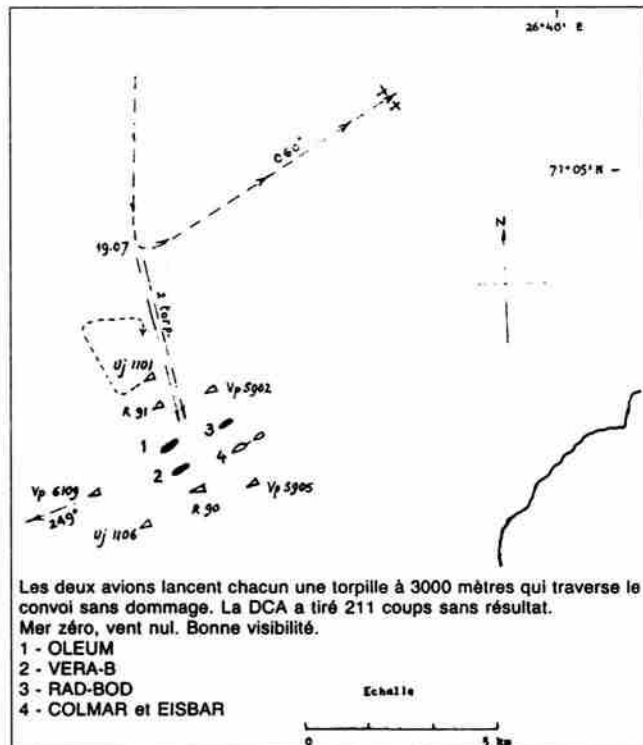 26°40' E
060°
71°05' N
19.07
N
2 torp.
Uj 1101
Vp 5902
R 91
3
1
4
2
Vp 6109
Vp 5905
R 90
249°
Uj 1106
Les deux avions lancent chacun une torpille à 3000 mètres qui traverse le
convoi sans dommage. La DCA a tiré 211 coups sans résultat.
Mer zéro, vent nul. Bonne visibilité.
1 - OLEUM
2 - VERA-B
3 - RAD-BOD
4 - COLMAR et EISBAR
Echalle
0 5 km